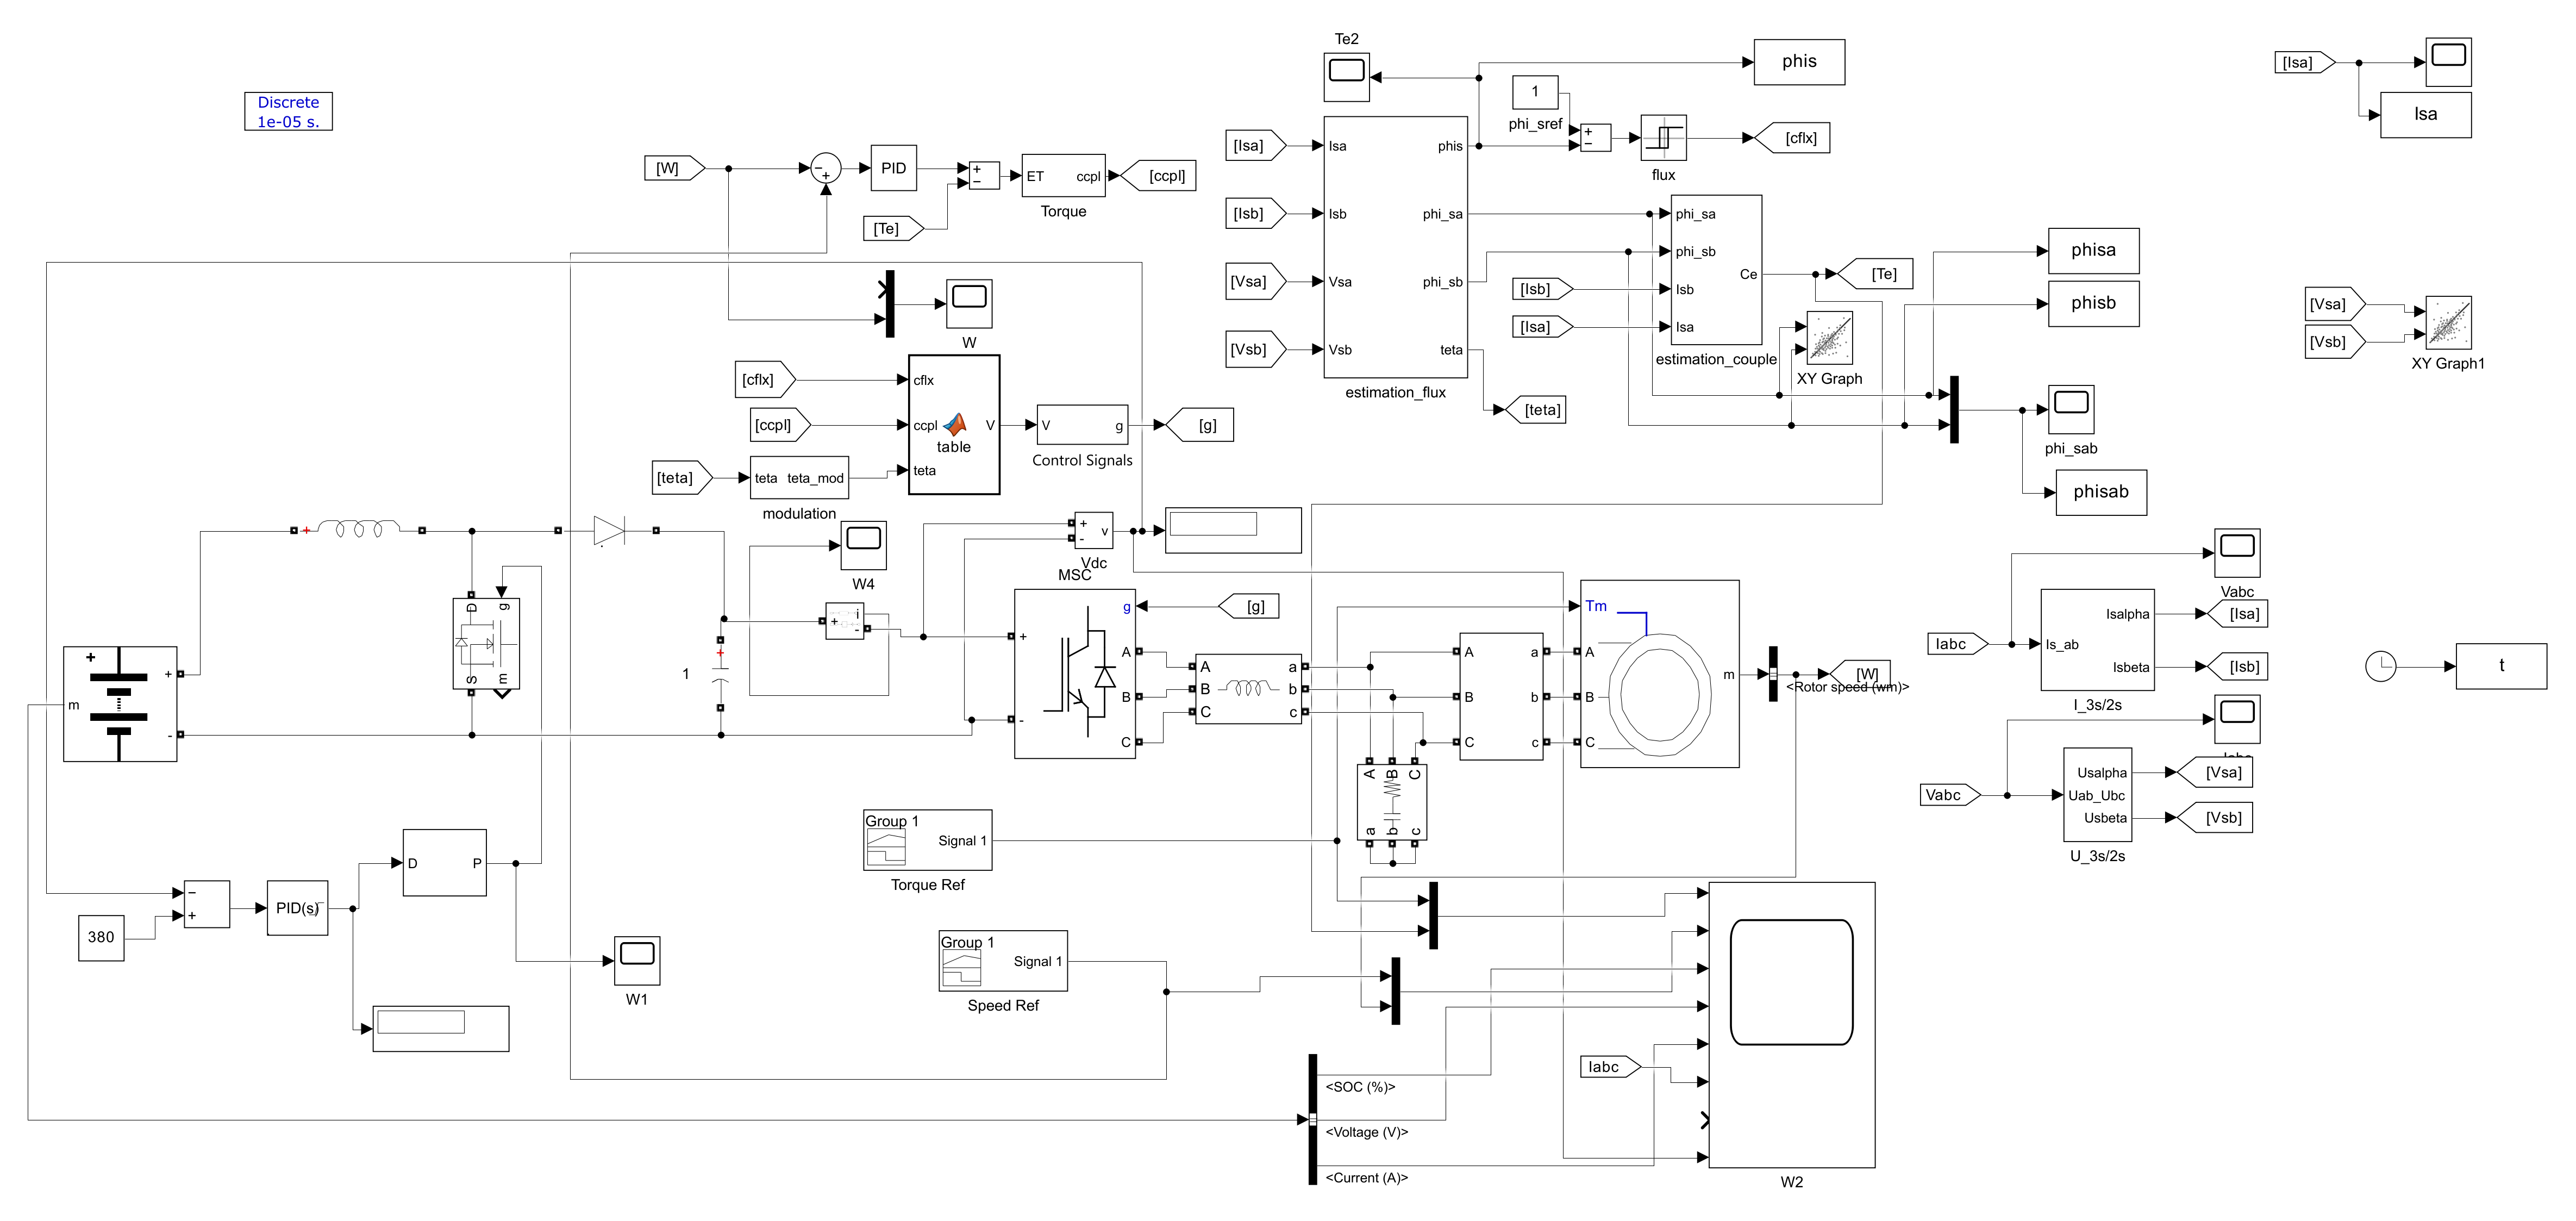 Discrete
1e-05 s.
[W]
−
+
PID
+
−
ET
ccpl
Torque
[ccpl]
[Te]
W
[cflx]
[ccpl]
[teta]
teta
teta_mod
modulation
cflx
ccpl
teta
table
V
V
g
Control Signals
[g]
Te2
[Isa]
[Isb]
[Vsa]
[Vsb]
Isa
Isb
Vsa
Vsb
phis
phi_sa
phi_sb
teta
estimation_flux
phis
1
phi_sref
+
−
flux
[cflx]
phi_sa
phi_sb
Isb
Isa
Ce
estimation_couple
[Isb]
[Isa]
[teta]
[Te]
XY Graph
phisa
phisb
phi_sab
phisab
[Isa]
Isa
[Vsa]
[Vsb]
XY Graph1
+
m
+
-
+
D
g
S
m
1
+
W4
+
i
-
+
-
v
Vdc
MSC
g
+
-
A
B
C
[g]
A
B
C
a
b
c
A
B
C
a
b
c
A
B
C
a
b
c
Tm
A
B
C
m
[W]
<Rotor speed (wm)>
Vabc
Iabc
Is_ab
Isalpha
Isbeta
I_3s/2s
[Isa]
[Isb]
Vabc
Uab_Ubc
Usalpha
Usbeta
U_3s/2s
[Vsa]
[Vsb]
t
Group 1
Signal 1
Torque Ref
Group 1
Signal 1
Speed Ref
380
−
+
PID(s)
D
P
W1
<SOC (%)>
<Voltage (V)>
<Current (A)>
Iabc
W2